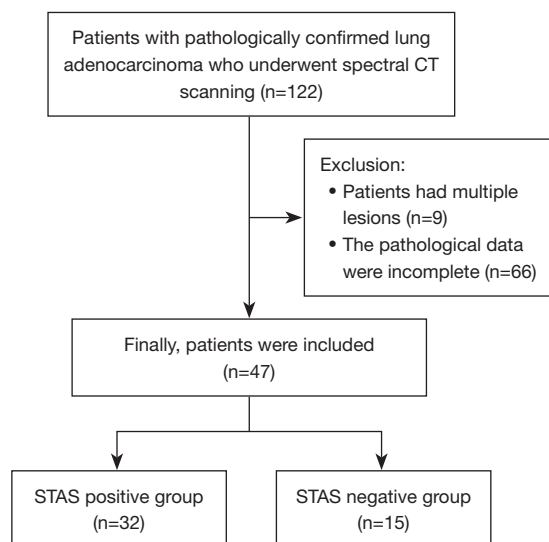 Patients with pathologically confirmed lung
adenocarcinoma who underwent spectral CT
scanning (n=122)
Exclusion:
• Patients had multiple
lesions (n=9)
• The pathological data
were incomplete (n=66)
Finally, patients were included
(n=47)
STAS positive group
(n=32)
STAS negative group
(n=15)